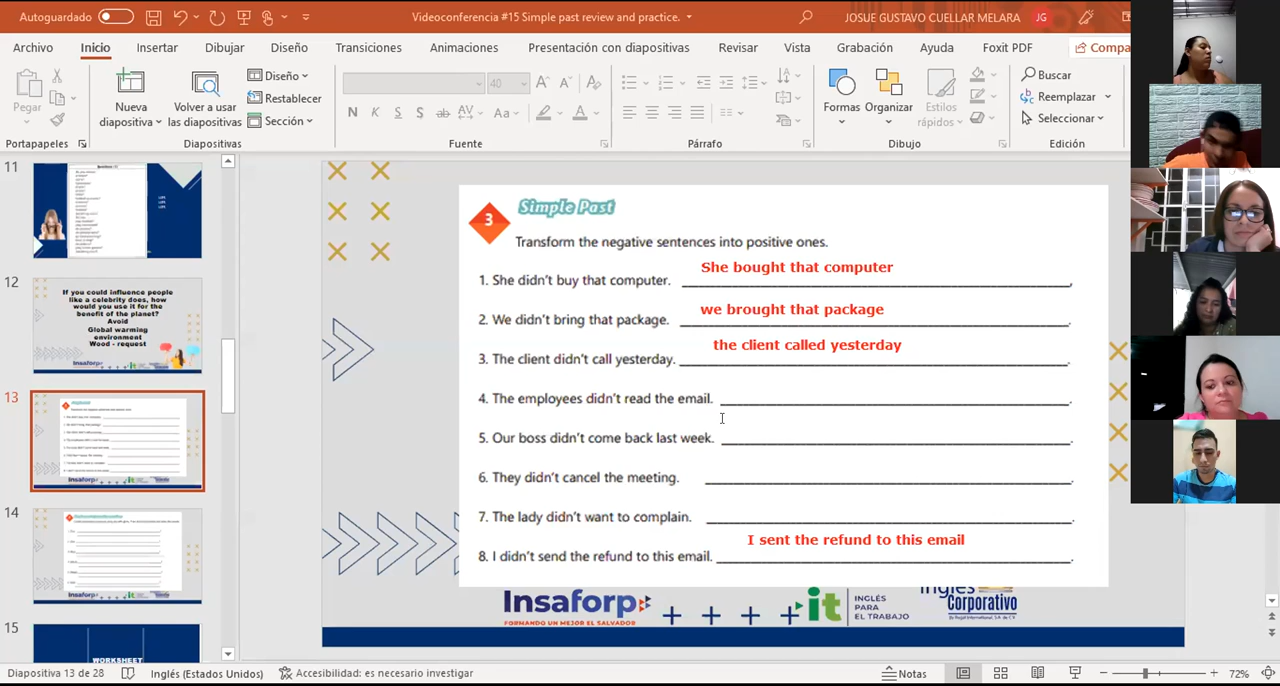 Autoguardado
Videoconferencia #15 Simple past review and practice.
JOSUE GUSTAVO CUELLAR MELARA
JG
Archivo
Inicio
Insertar
Dibujar
Diseño
Transiciones
Animaciones
Presentación con diapositivas
Revisar
Vista
Grabación
Ayuda
Foxit PDF
Compa
Pegar
Nueva
diapositiva
Volver a usar
las diapositivas
Diseño
Restablecer
Sección
40
N K S S ab AV Aa A
Formas
Organizar
Estilos
rápidos
Buscar
Reemplazar
Seleccionar
Portapapeles
Diapositivas
Fuente
Párrafo
Dibujo
Edición
11
12
If you could influence people
like a celebrity does, how
would you use it for the
benefit of the planet?
Avoid
Global warming
environment
Wood - request
13
14
15
WORKSHEET
3
Simple Past
Transform the negative sentences into positive ones.
1. She didn't buy that computer. She bought that computer
2. We didn't bring that package. we brought that package
3. The client didn't call yesterday. the client called yesterday
4. The employees didn't read the email.
5. Our boss didn't come back last week.
6. They didn't cancel the meeting.
7. The lady didn't want to complain.
8. I didn't send the refund to this email. I sent the refund to this email
Insaforp
FORMANDO UN MEJOR EL SALVADOR
it
INGLÉS
PARA
EL TRABAJO
Inglés
Corporativo
Diapositiva 13 de 28
Inglés (Estados Unidos)
Accesibilidad: es necesario investigar
Notas
72%